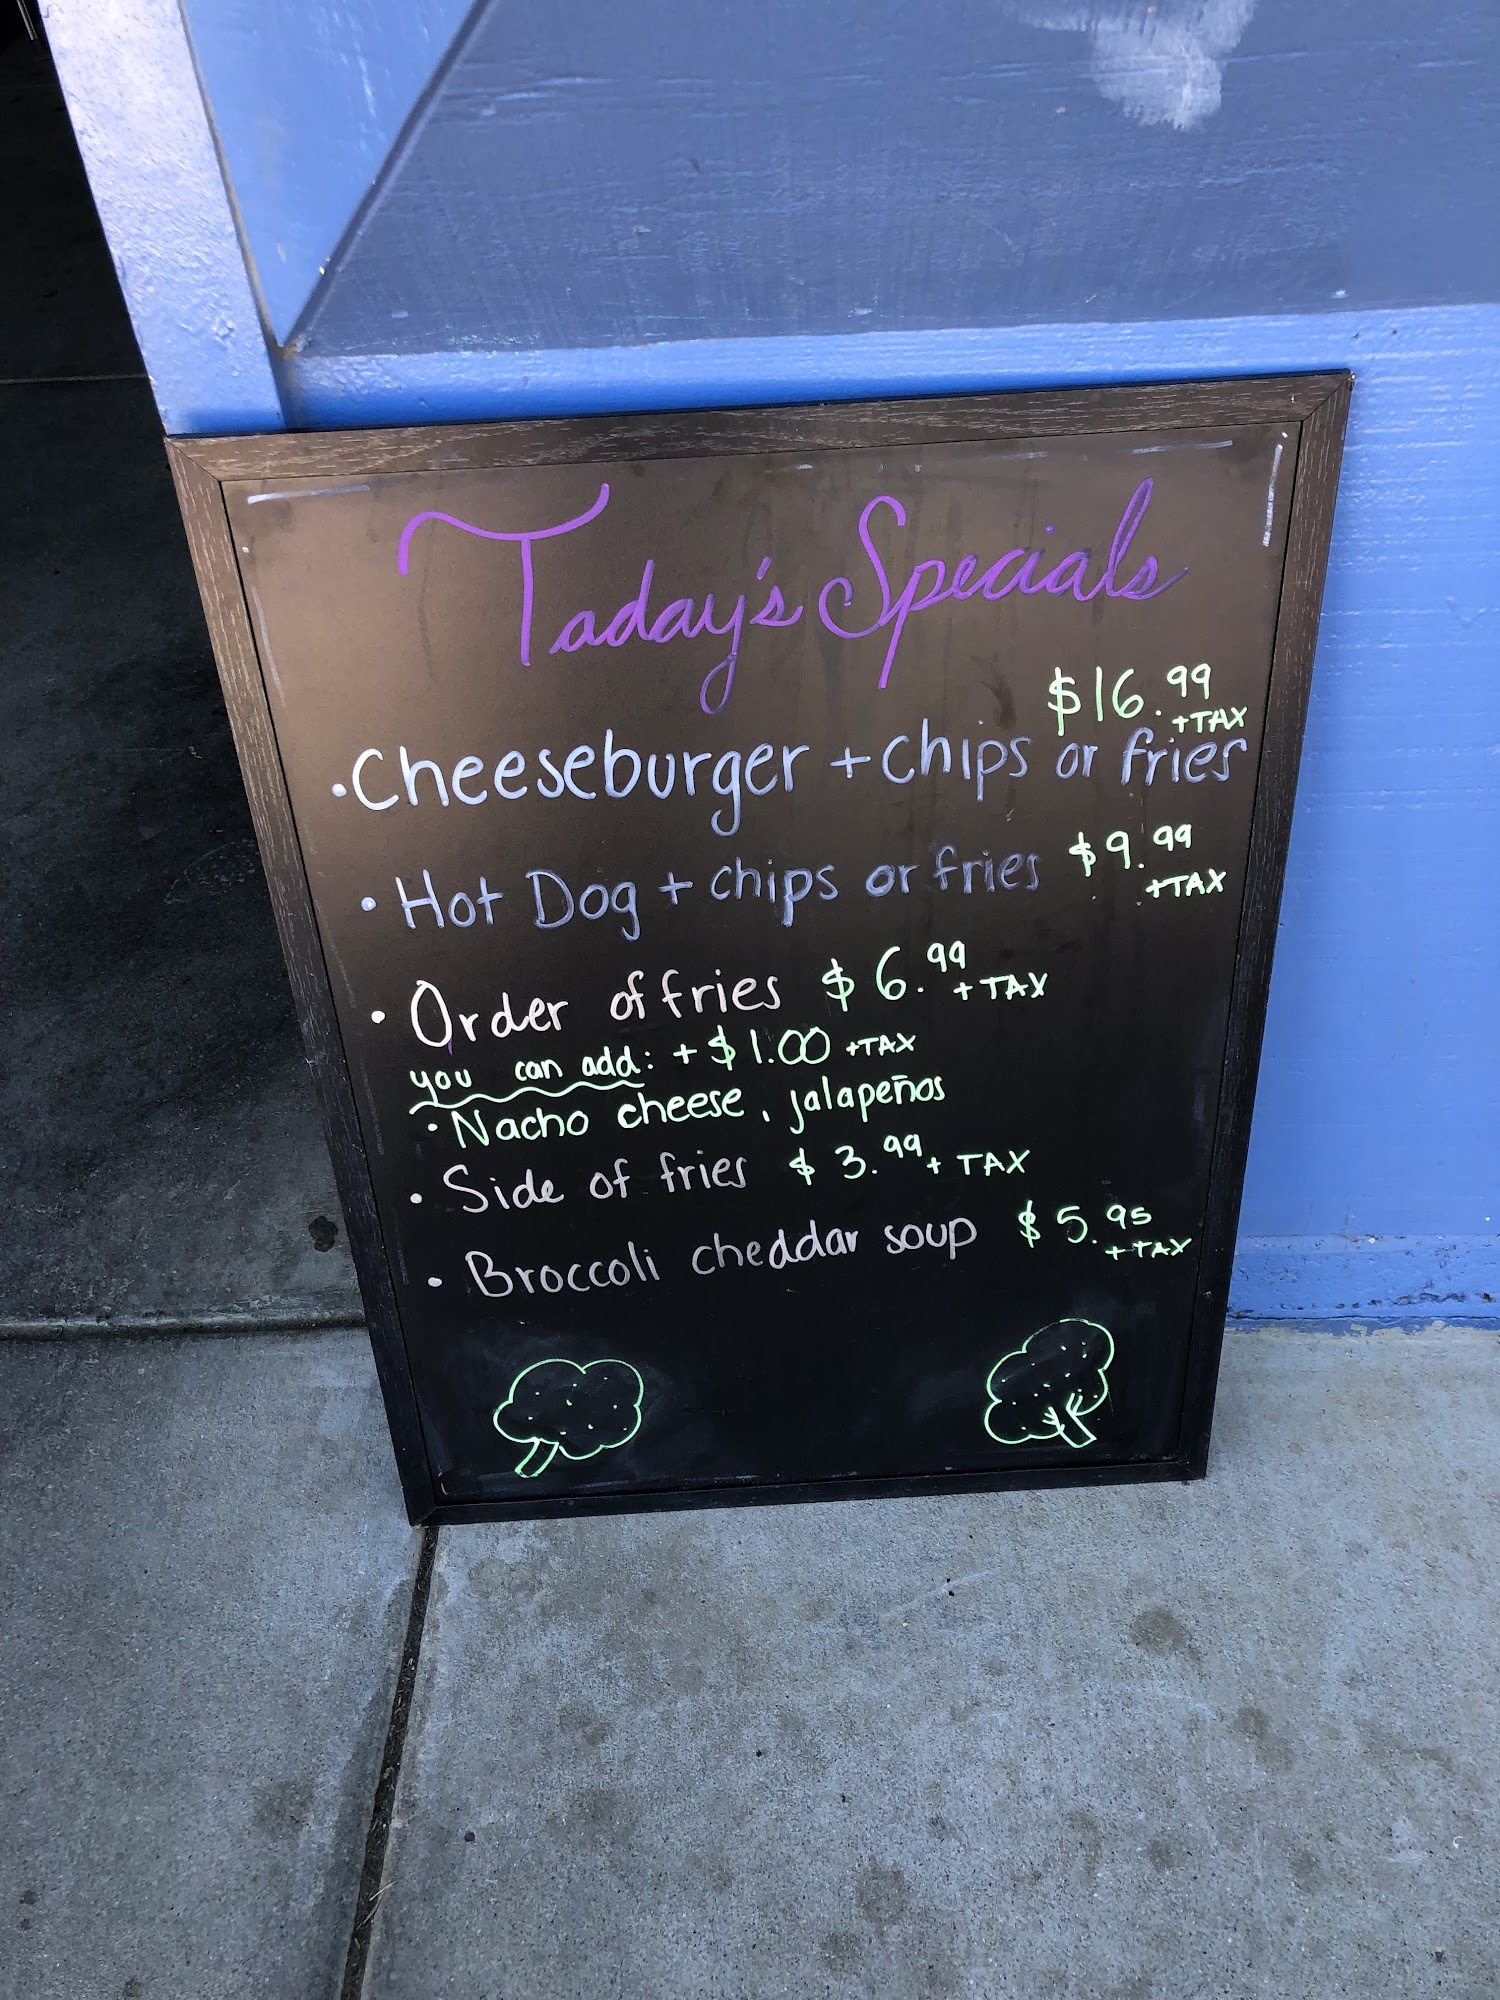 Today's Specials
$16.99 +TAX
• Cheeseburger + chips or fries
• Hot Dog + chips or fries $9.99 +TAX
• Order of fries $6.99 +TAX
you can add: + $1.00 +TAX
• Nacho cheese, jalapeños
• Side of fries $3.99 + TAX
• Broccoli cheddar soup $5.95 + TAX